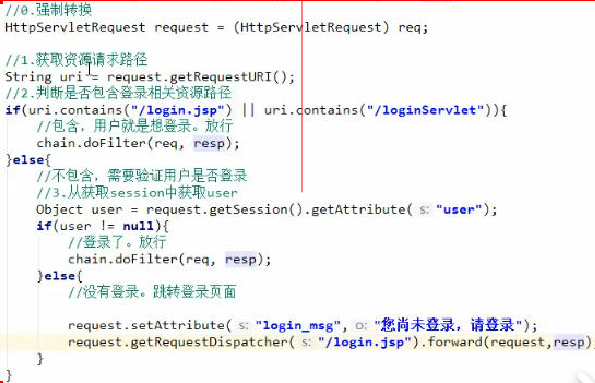 //0.强制转换
HttpServletRequest request = (HttpServletRequest) req;
//1.获取资源请求路径
String uri = request.getRequestURI();
//2.判断是否包含登录相关资源路径
if(uri.contains("/login.jsp") || uri.contains("/loginServlet")){
//包含，用户就是想登录。放行
chain.doFilter(req, resp);
}else{
//不包含，需要验证用户是否登录
//3.从获取session中获取user
Object user = request.getSession().getAttribute( s: "user");
if(user != null){
//登录了。放行
chain.doFilter(req, resp);
}else{
//没有登录。跳转登录页面
request.setAttribute( s: "login_msg", o: "您尚未登录，请登录");
request.getRequestDispatcher( s: "/login.jsp").forward(request,resp);
}
}